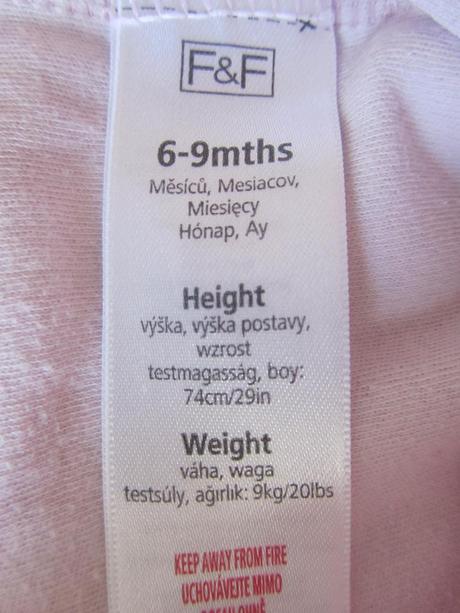 F&F
6-9mths
Měsíců, Mesiacov,
Miesięcy
Hónap, Ay
Height
výška, výška postavy,
wzrost
testmagasság, boy:
74cm/29in
Weight
váha, waga
testsúly, ağırlık: 9kg/20lbs
KEEP AWAY FROM FIRE
UCHOVÁVEJTE MIMO